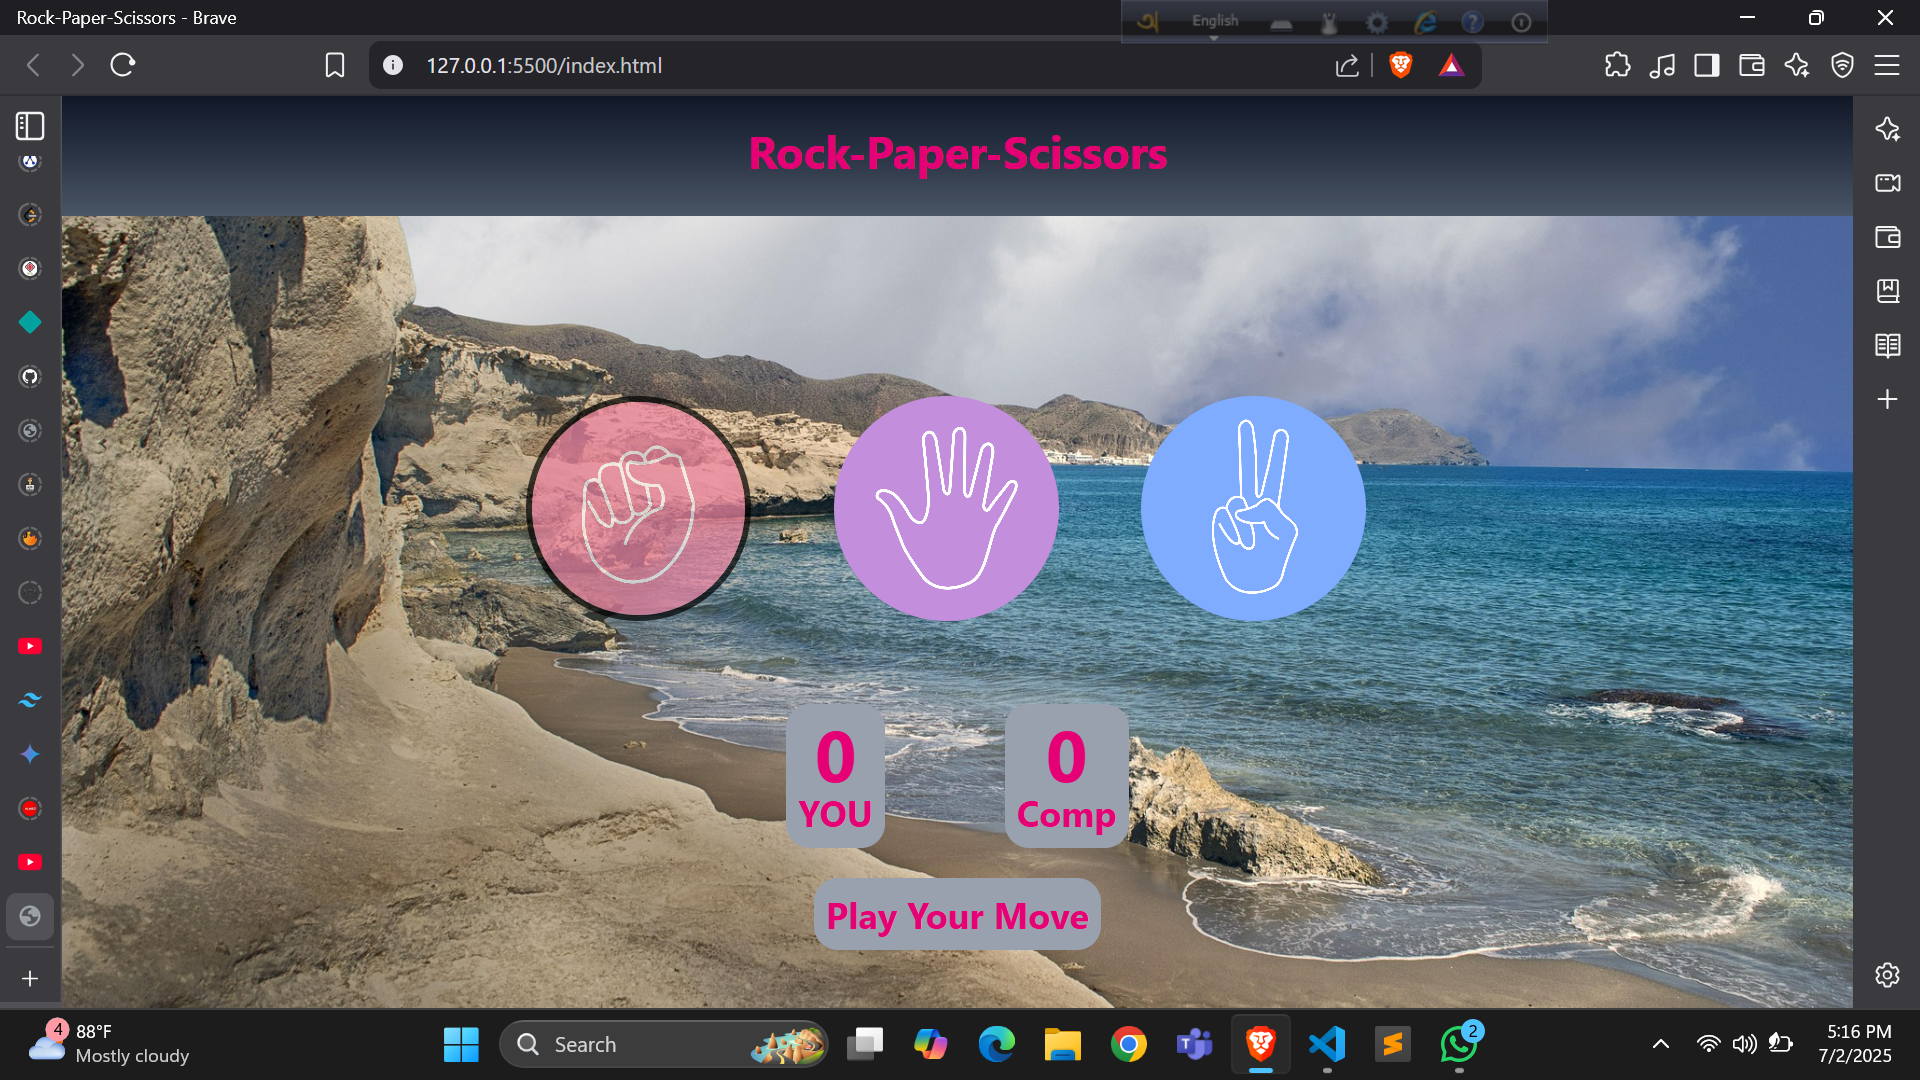 Rock-Paper-Scissors - Brave
English
127.0.0.1:5500/index.html
Rock-Paper-Scissors
0
YOU
0
Comp
Play Your Move
4
88°F
Mostly cloudy
Search
2
5:16 PM
7/2/2025